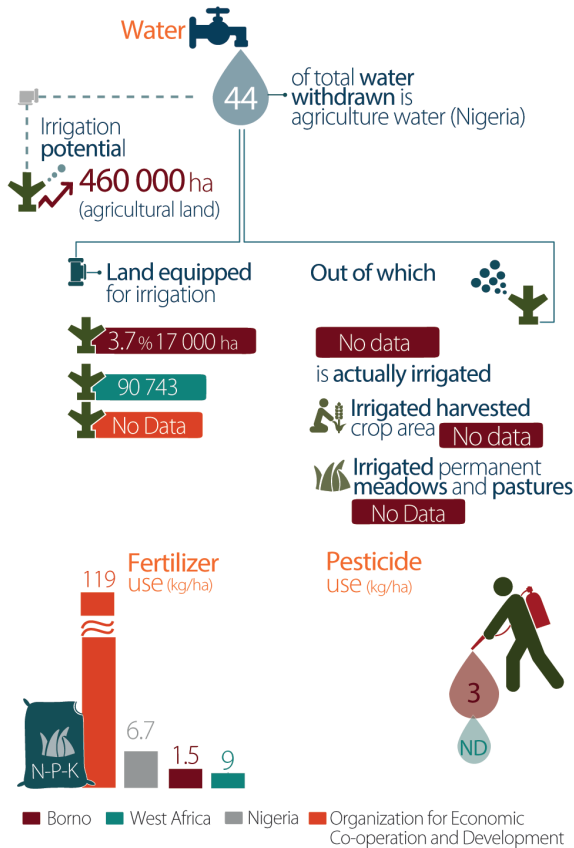 Water
44
of total water
withdrawn is
agriculture water (Nigeria)
Irrigation
potential
460 000 ha
(agricultural land)
Land equipped
for irrigation
3.7 % 17 000 ha
90 743
No Data
Out of which
No data
is actually irrigated
Irrigated harvested
crop area No data
Irrigated permanent
meadows and pastures
No Data
Fertilizer
use (kg/ha)
119
6.7
1.5
9
N-P-K
Pesticide
use (kg/ha)
3
ND
Borno
West Africa
Nigeria
Organization for Economic
Co-operation and Development